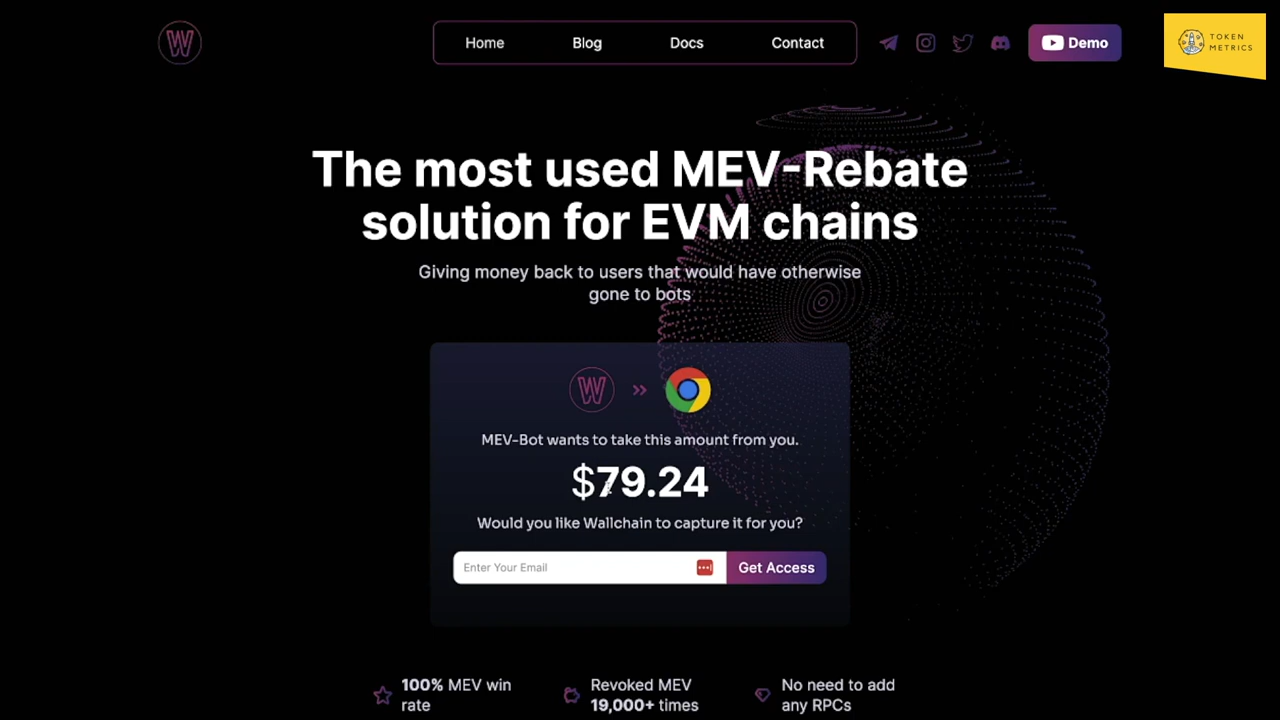 W
Home
Blog
Docs
Contact
Demo
TOKEN
METRICS
The most used MEV-Rebate
solution for EVM chains
Giving money back to users that would have otherwise
gone to bots
W
MEV-Bot wants to take this amount from you.
$79.24
Would you like Wallchain to capture it for you?
Enter Your Email
Get Access
100% MEV win
rate
Revoked MEV
19,000+ times
No need to add
any RPCs